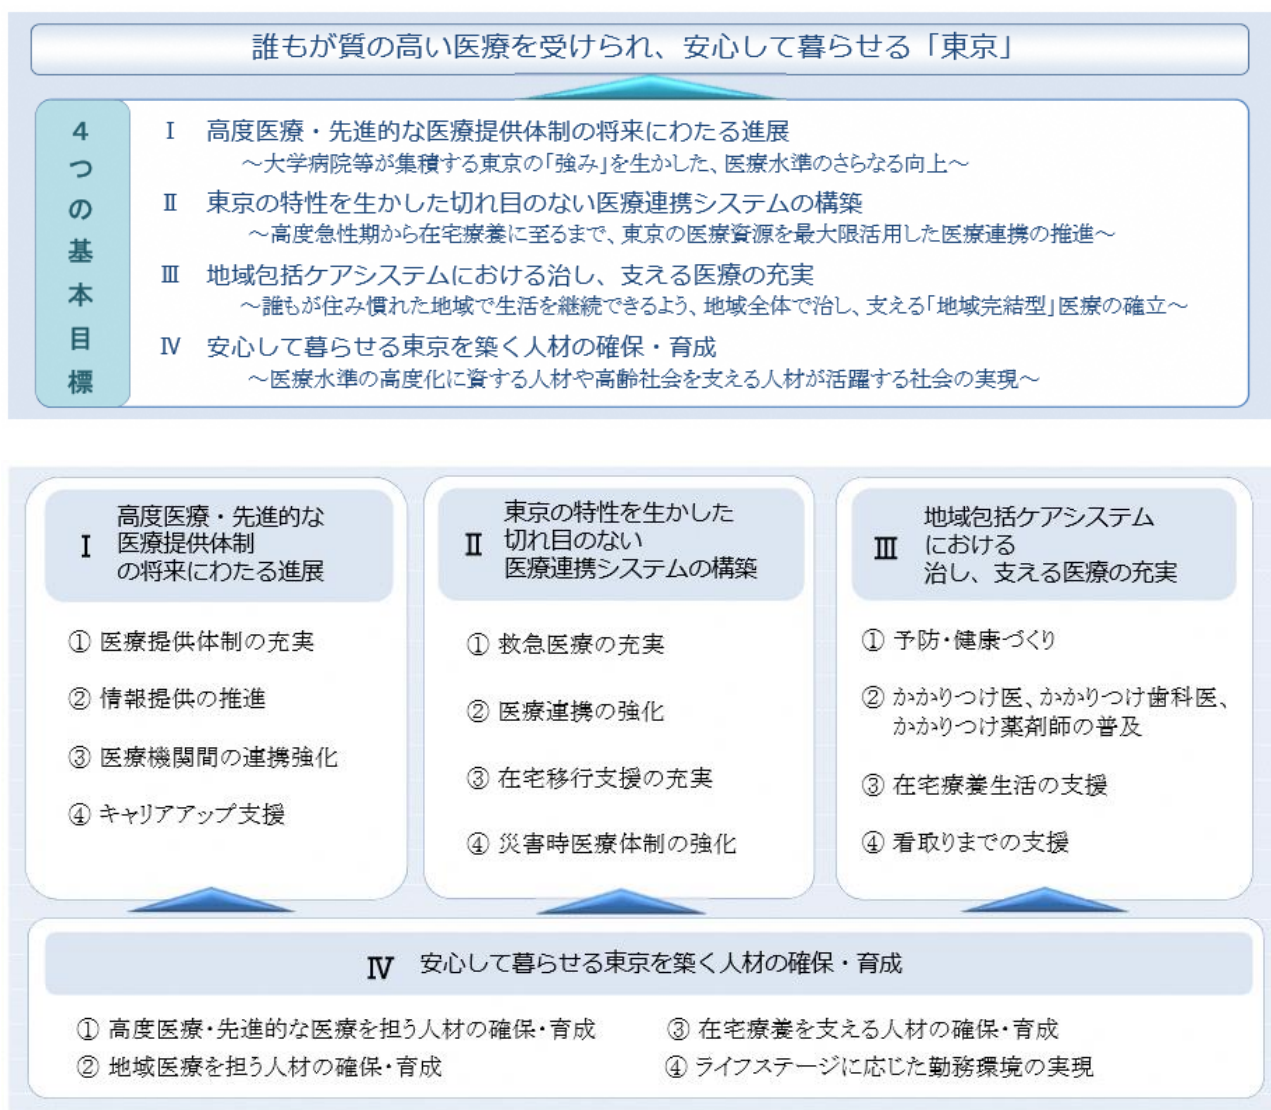 誰もが質の高い医療を受けられ、安心して暮らせる「東京」
4つの基本目標
Ⅰ 高度医療・先進的な医療提供体制の将来にわたる進展
～大学病院等が集積する東京の「強み」を生かした、医療水準のさらなる向上～
Ⅱ 東京の特性を生かした切れ目のない医療連携システムの構築
～高度急性期から在宅療養に至るまで、東京の医療資源を最大限活用した医療連携の推進～
Ⅲ 地域包括ケアシステムにおける治し、支える医療の充実
～誰もが住み慣れた地域で生活を継続できるよう、地域全体で治し、支える「地域完結型」医療の確立～
Ⅳ 安心して暮らせる東京を築く人材の確保・育成
～医療水準の高度化に資する人材や高齢社会を支える人材が活躍する社会の実現～
Ⅰ 高度医療・先進的な
医療提供体制
の将来にわたる進展
① 医療提供体制の充実
② 情報提供の推進
③ 医療機関間の連携強化
④ キャリアアップ支援
Ⅱ 東京の特性を生かした
切れ目のない
医療連携システムの構築
① 救急医療の充実
② 医療連携の強化
③ 在宅移行支援の充実
④ 災害時医療体制の強化
Ⅲ 地域包括ケアシステム
における
治し、支える医療の充実
① 予防・健康づくり
② かかりつけ医、かかりつけ歯科医、
かかりつけ薬剤師の普及
③ 在宅療養生活の支援
④ 看取りまでの支援
Ⅳ 安心して暮らせる東京を築く人材の確保・育成
① 高度医療・先進的な医療を担う人材の確保・育成
② 地域医療を担う人材の確保・育成
③ 在宅療養を支える人材の確保・育成
④ ライフステージに応じた勤務環境の実現